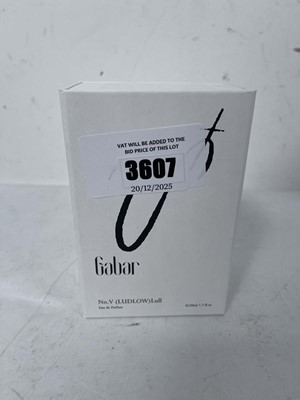 VAT WILL BE ADDED TO THE
BID PRICE OF THIS LOT
3607
20/12/2025
Gabar
No.V (LUDLOW)Lull
Eau de Parfum